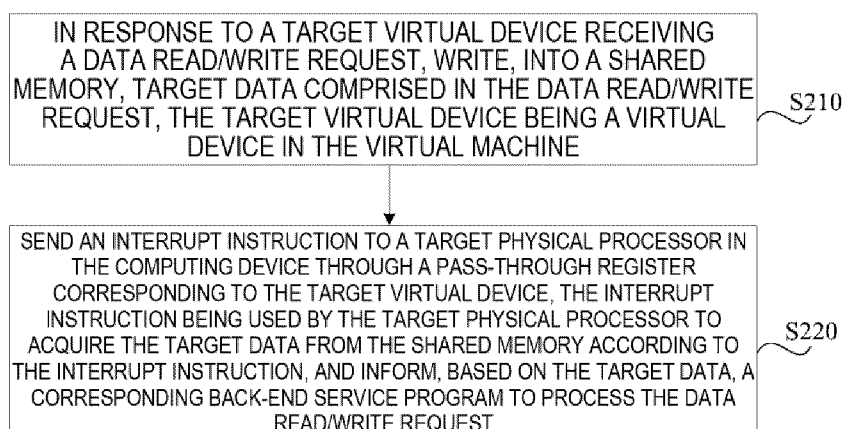 IN RESPONSE TO A TARGET VIRTUAL DEVICE RECEIVING
A DATA READ/WRITE REQUEST, WRITE, INTO A SHARED
MEMORY, TARGET DATA COMPRISED IN THE DATA READ/WRITE
REQUEST, THE TARGET VIRTUAL DEVICE BEING A VIRTUAL
DEVICE IN THE VIRTUAL MACHINE
S210
SEND AN INTERRUPT INSTRUCTION TO A TARGET PHYSICAL PROCESSOR IN
THE COMPUTING DEVICE THROUGH A PASS-THROUGH REGISTER
CORRESPONDING TO THE TARGET VIRTUAL DEVICE, THE INTERRUPT
INSTRUCTION BEING USED BY THE TARGET PHYSICAL PROCESSOR TO
ACQUIRE THE TARGET DATA FROM THE SHARED MEMORY ACCORDING TO
THE INTERRUPT INSTRUCTION, AND INFORM, BASED ON THE TARGET DATA, A
CORRESPONDING BACK-END SERVICE PROGRAM TO PROCESS THE DATA
READ/WRITE REQUEST
S220